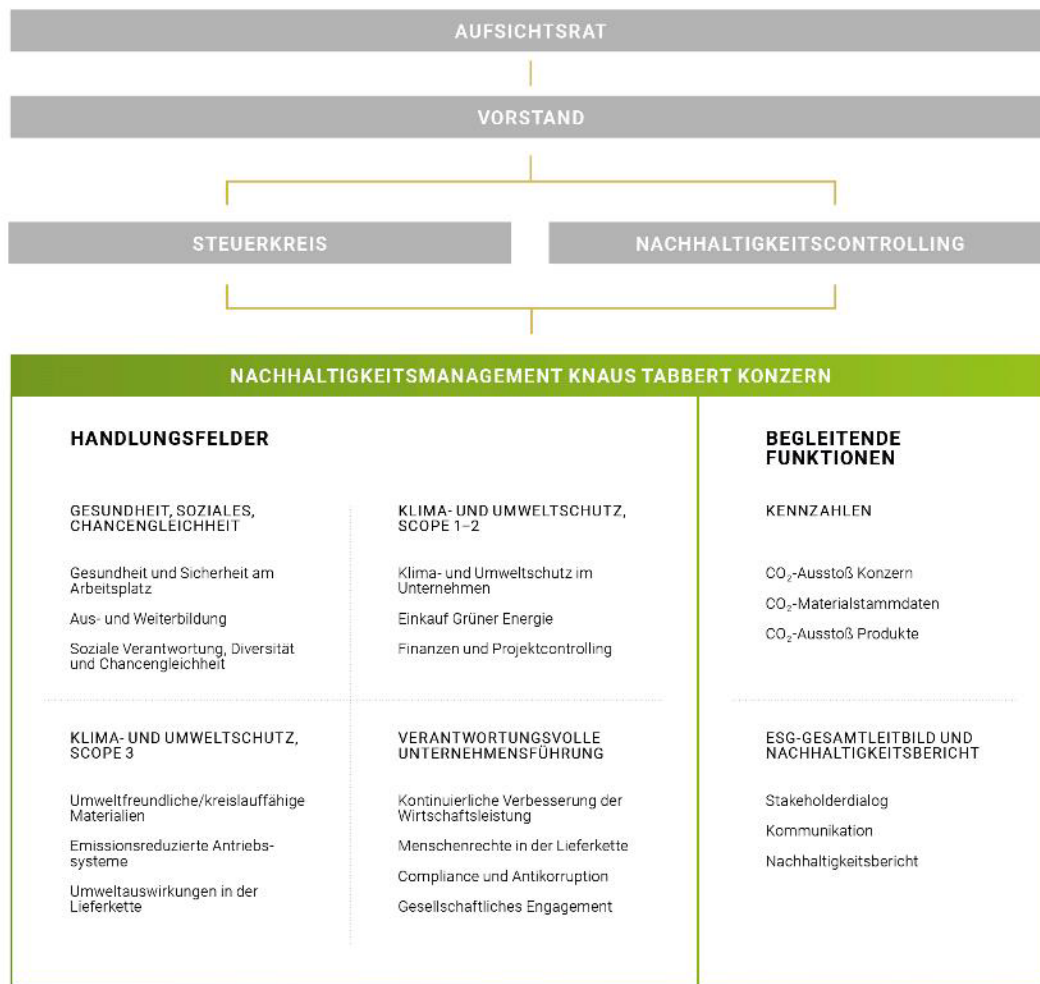 AUFSICHTSRAT
VORSTAND
STEUERKREIS
NACHHALTIGKEITSCONTROLLING
NACHHALTIGKEITSMANAGEMENT KNAUS TABBERT KONZERN
HANDLUNGSFELDER
GESUNDHEIT, SOZIALES,
CHANCENGLEICHHEIT
Gesundheit und Sicherheit am
Arbeitsplatz
Aus- und Weiterbildung
Soziale Verantwortung, Diversität
und Chancengleichheit
KLIMA- UND UMWELTSCHUTZ,
SCOPE 1–2
Klima- und Umweltschutz im
Unternehmen
Einkauf Grüner Energie
Finanzen und Projektcontrolling
KLIMA- UND UMWELTSCHUTZ,
SCOPE 3
Umweltfreundliche/kreislauffähige
Materialien
Emissionsreduzierte Antriebs-
systeme
Umweltauswirkungen in der
Lieferkette
VERANTWORTUNGSVOLLE
UNTERNEHMENSFÜHRUNG
Kontinuierliche Verbesserung der
Wirtschaftsleistung
Menschenrechte in der Lieferkette
Compliance und Antikorruption
Gesellschaftliches Engagement
BEGLEITENDE
FUNKTIONEN
KENNZAHLEN
CO₂-Ausstoß Konzern
CO₂-Materialstammdaten
CO₂-Ausstoß Produkte
ESG-GESAMTLEITBILD UND
NACHHALTIGKEITSBERICHT
Stakeholderdialog
Kommunikation
Nachhaltigkeitsbericht